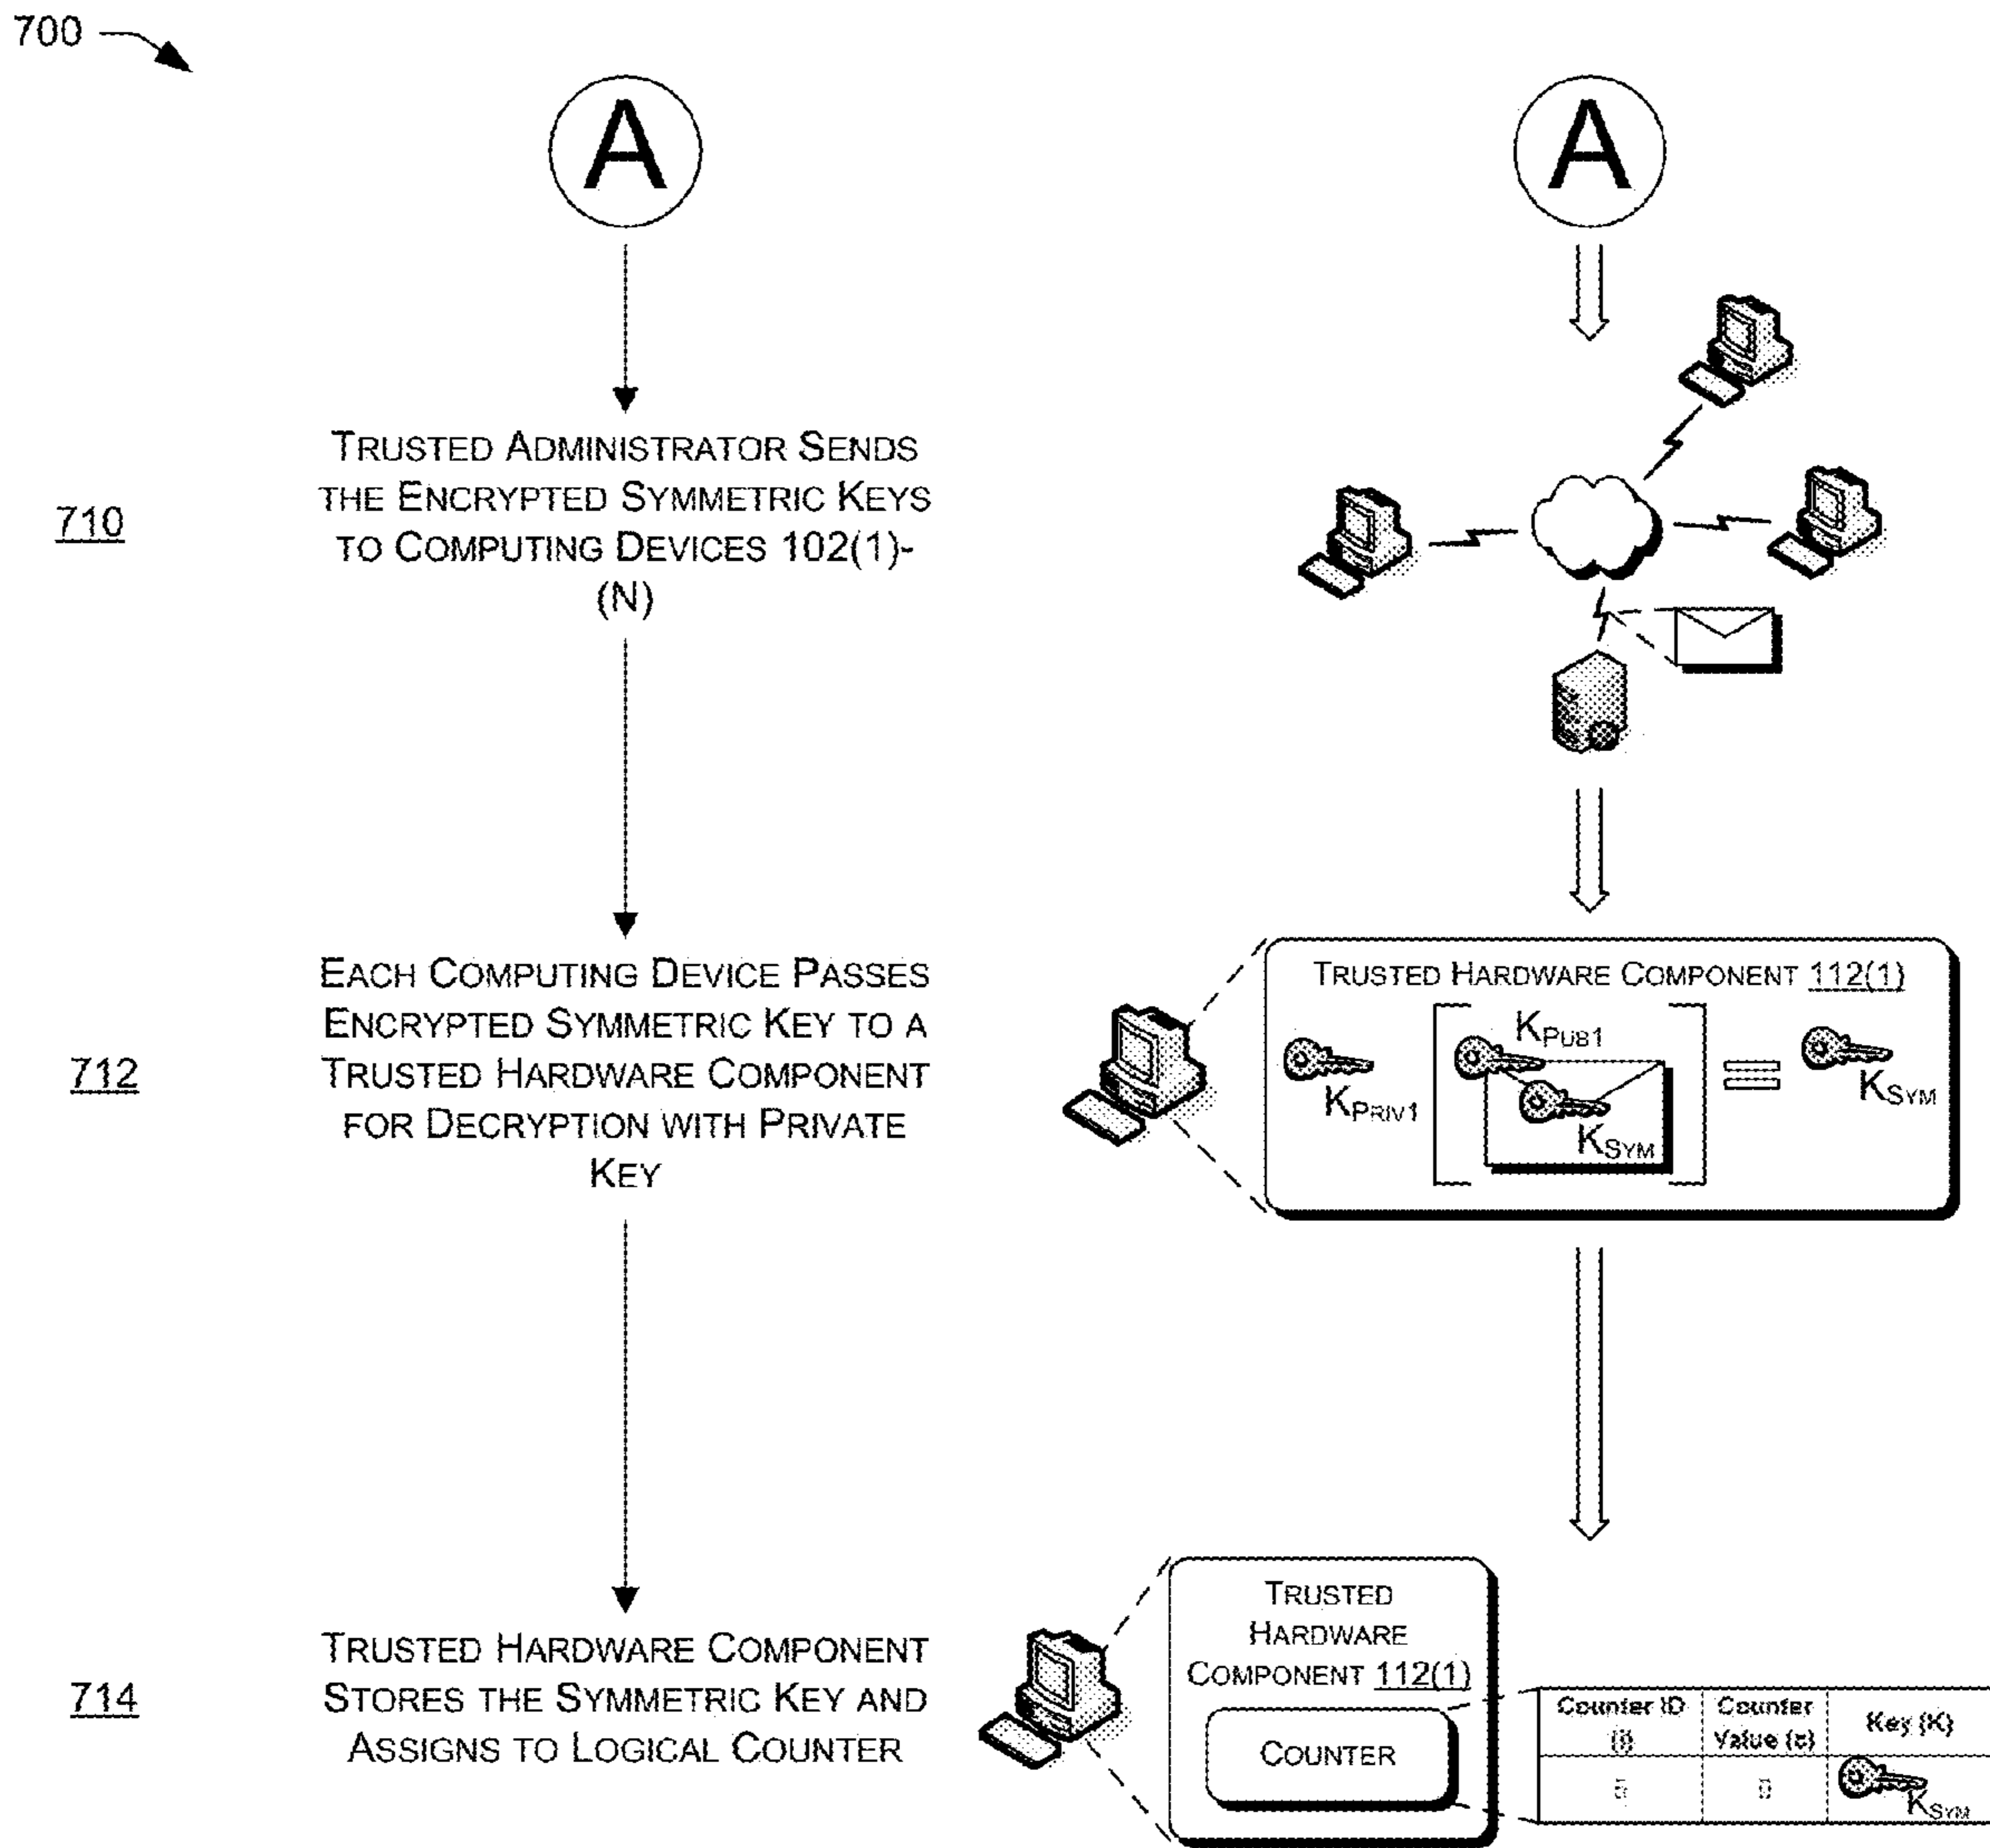 700
A
A
710
TRUSTED ADMINISTRATOR SENDS
THE ENCRYPTED SYMMETRIC KEYS
TO COMPUTING DEVICES 102(1)-
(N)
712
EACH COMPUTING DEVICE PASSES
ENCRYPTED SYMMETRIC KEY TO A
TRUSTED HARDWARE COMPONENT
FOR DECRYPTION WITH PRIVATE
KEY
TRUSTED HARDWARE COMPONENT 112(1)
KPRIV1
KPUB1
KSYM
=
KSYM
714
TRUSTED HARDWARE COMPONENT
STORES THE SYMMETRIC KEY AND
ASSIGNS TO LOGICAL COUNTER
TRUSTED
HARDWARE
COMPONENT 112(1)
COUNTER
Counter ID
Counter
Value (c)
Key (K)
KSYM